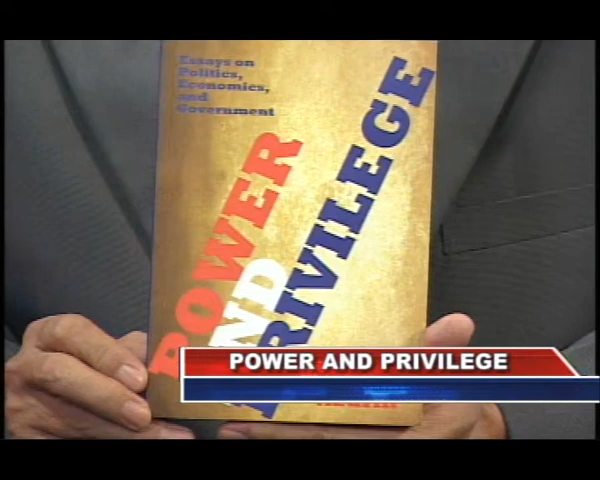 Essays on
Politics,
Economics,
and
Government
POWER
AND
PRIVILEGE
POWER AND PRIVILEGE